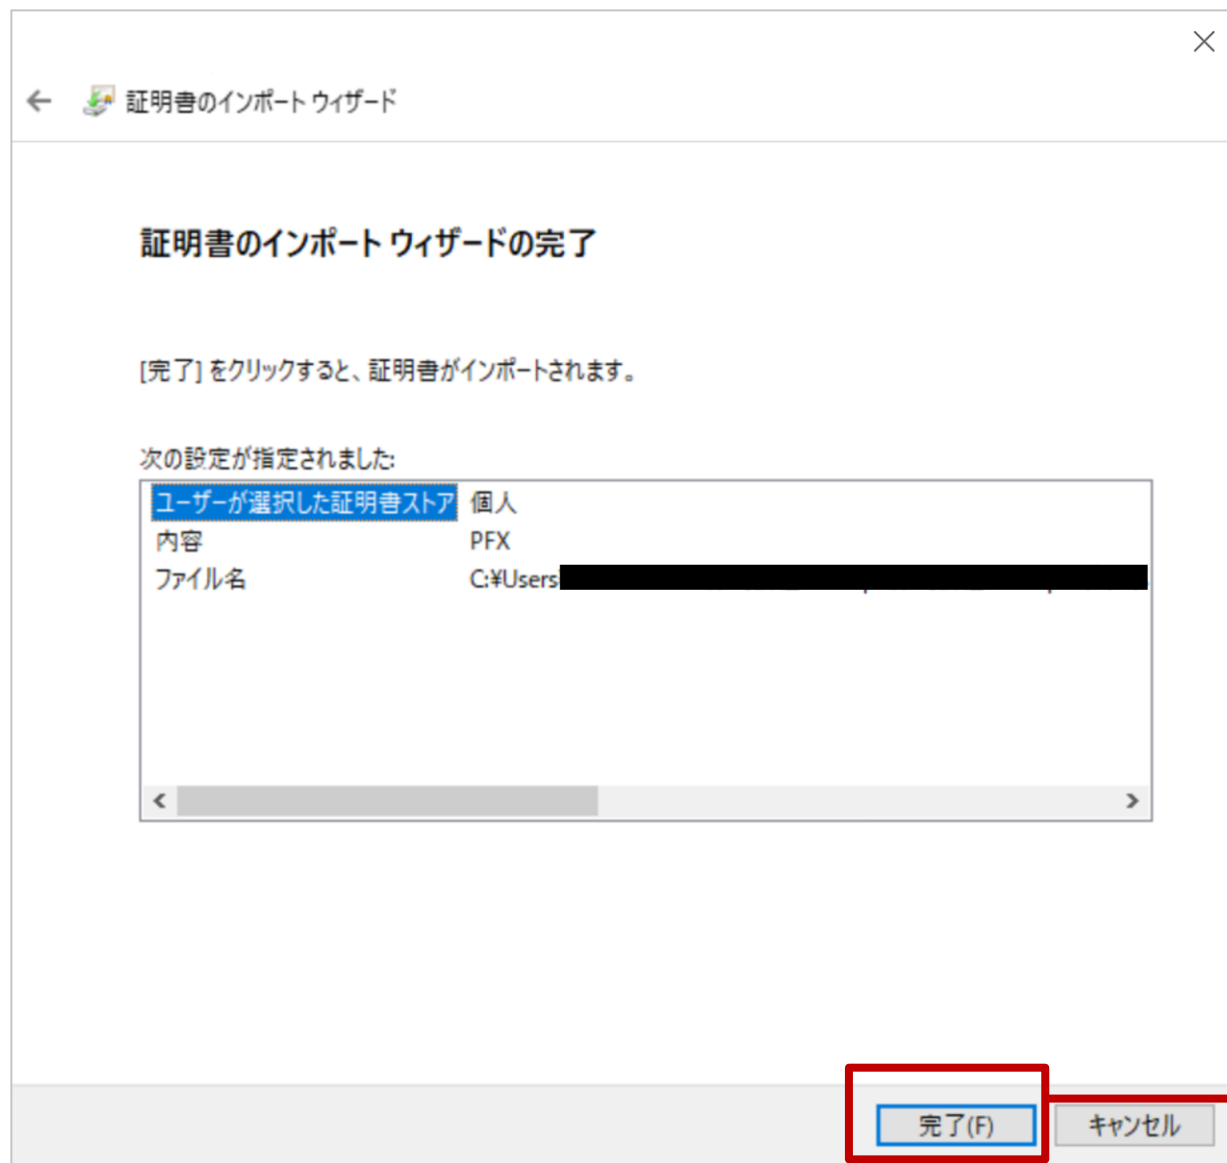 証明書のインポート ウィザード
証明書のインポート ウィザードの完了
[完了] をクリックすると、証明書がインポートされます。
次の設定が指定されました:
ユーザーが選択した証明書ストア 個人
内容 PFX
ファイル名 C:¥Users
完了(F) キャンセル